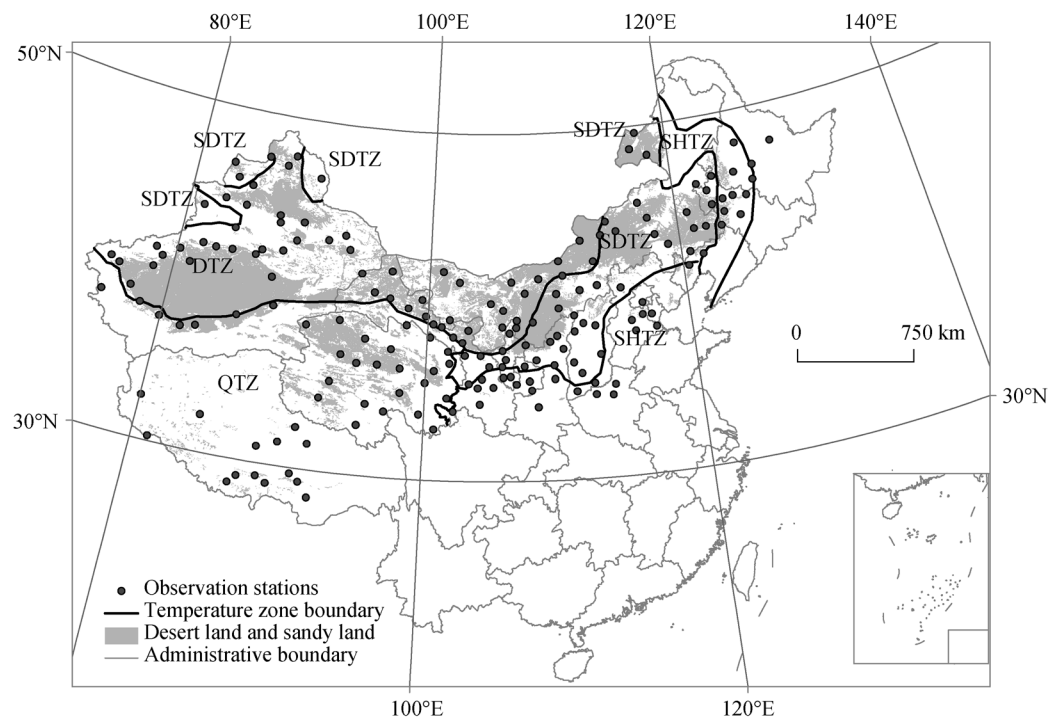 80°E 100°E 120°E 140°E
50°N
SDTZ SDTZ
SHTZ
SDTZ
SDTZ
SDTZ
DTZ
0 750 km
SHTZ
QTZ
30°N
30°N
Observation stations
Temperature zone boundary
Desert land and sandy land
Administrative boundary
100°E 120°E